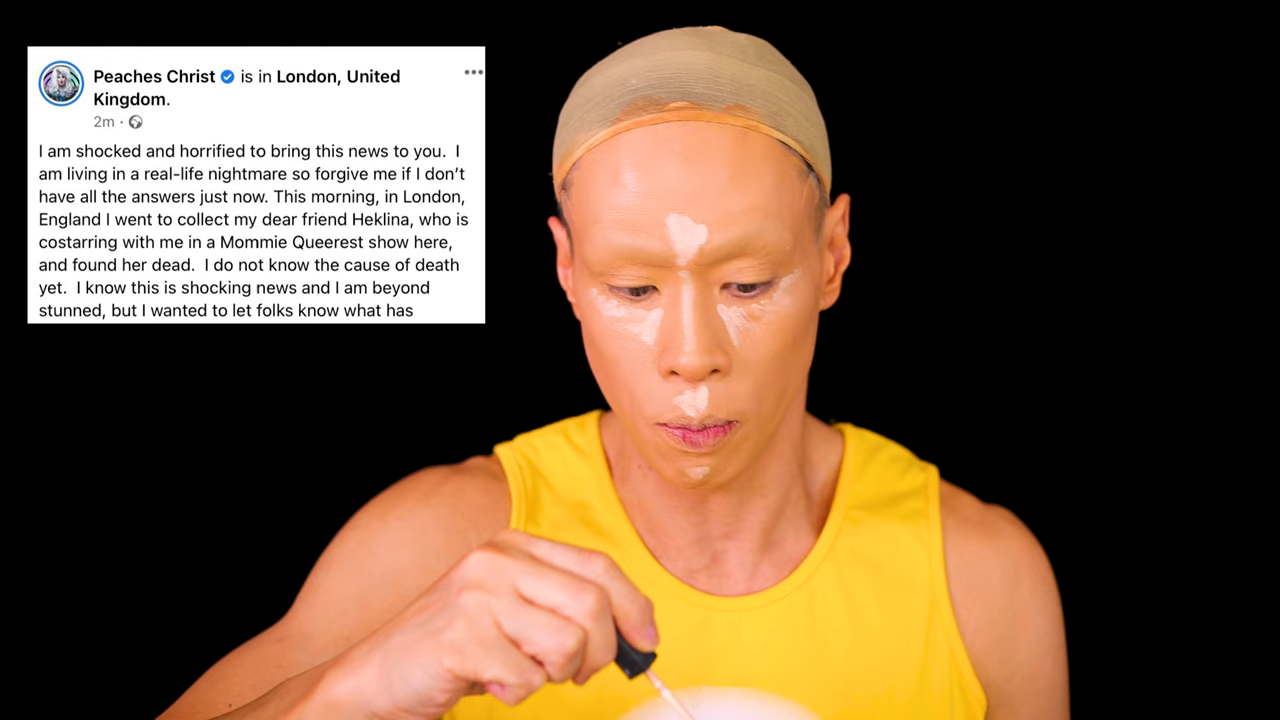 Peaches Christ is in London, United
Kingdom.
2m ·
I am shocked and horrified to bring this news to you. I
am living in a real-life nightmare so forgive me if I don’t
have all the answers just now. This morning, in London,
England I went to collect my dear friend Heklina, who is
costarring with me in a Mommie Queerest show here,
and found her dead. I do not know the cause of death
yet. I know this is shocking news and I am beyond
stunned, but I wanted to let folks know what has